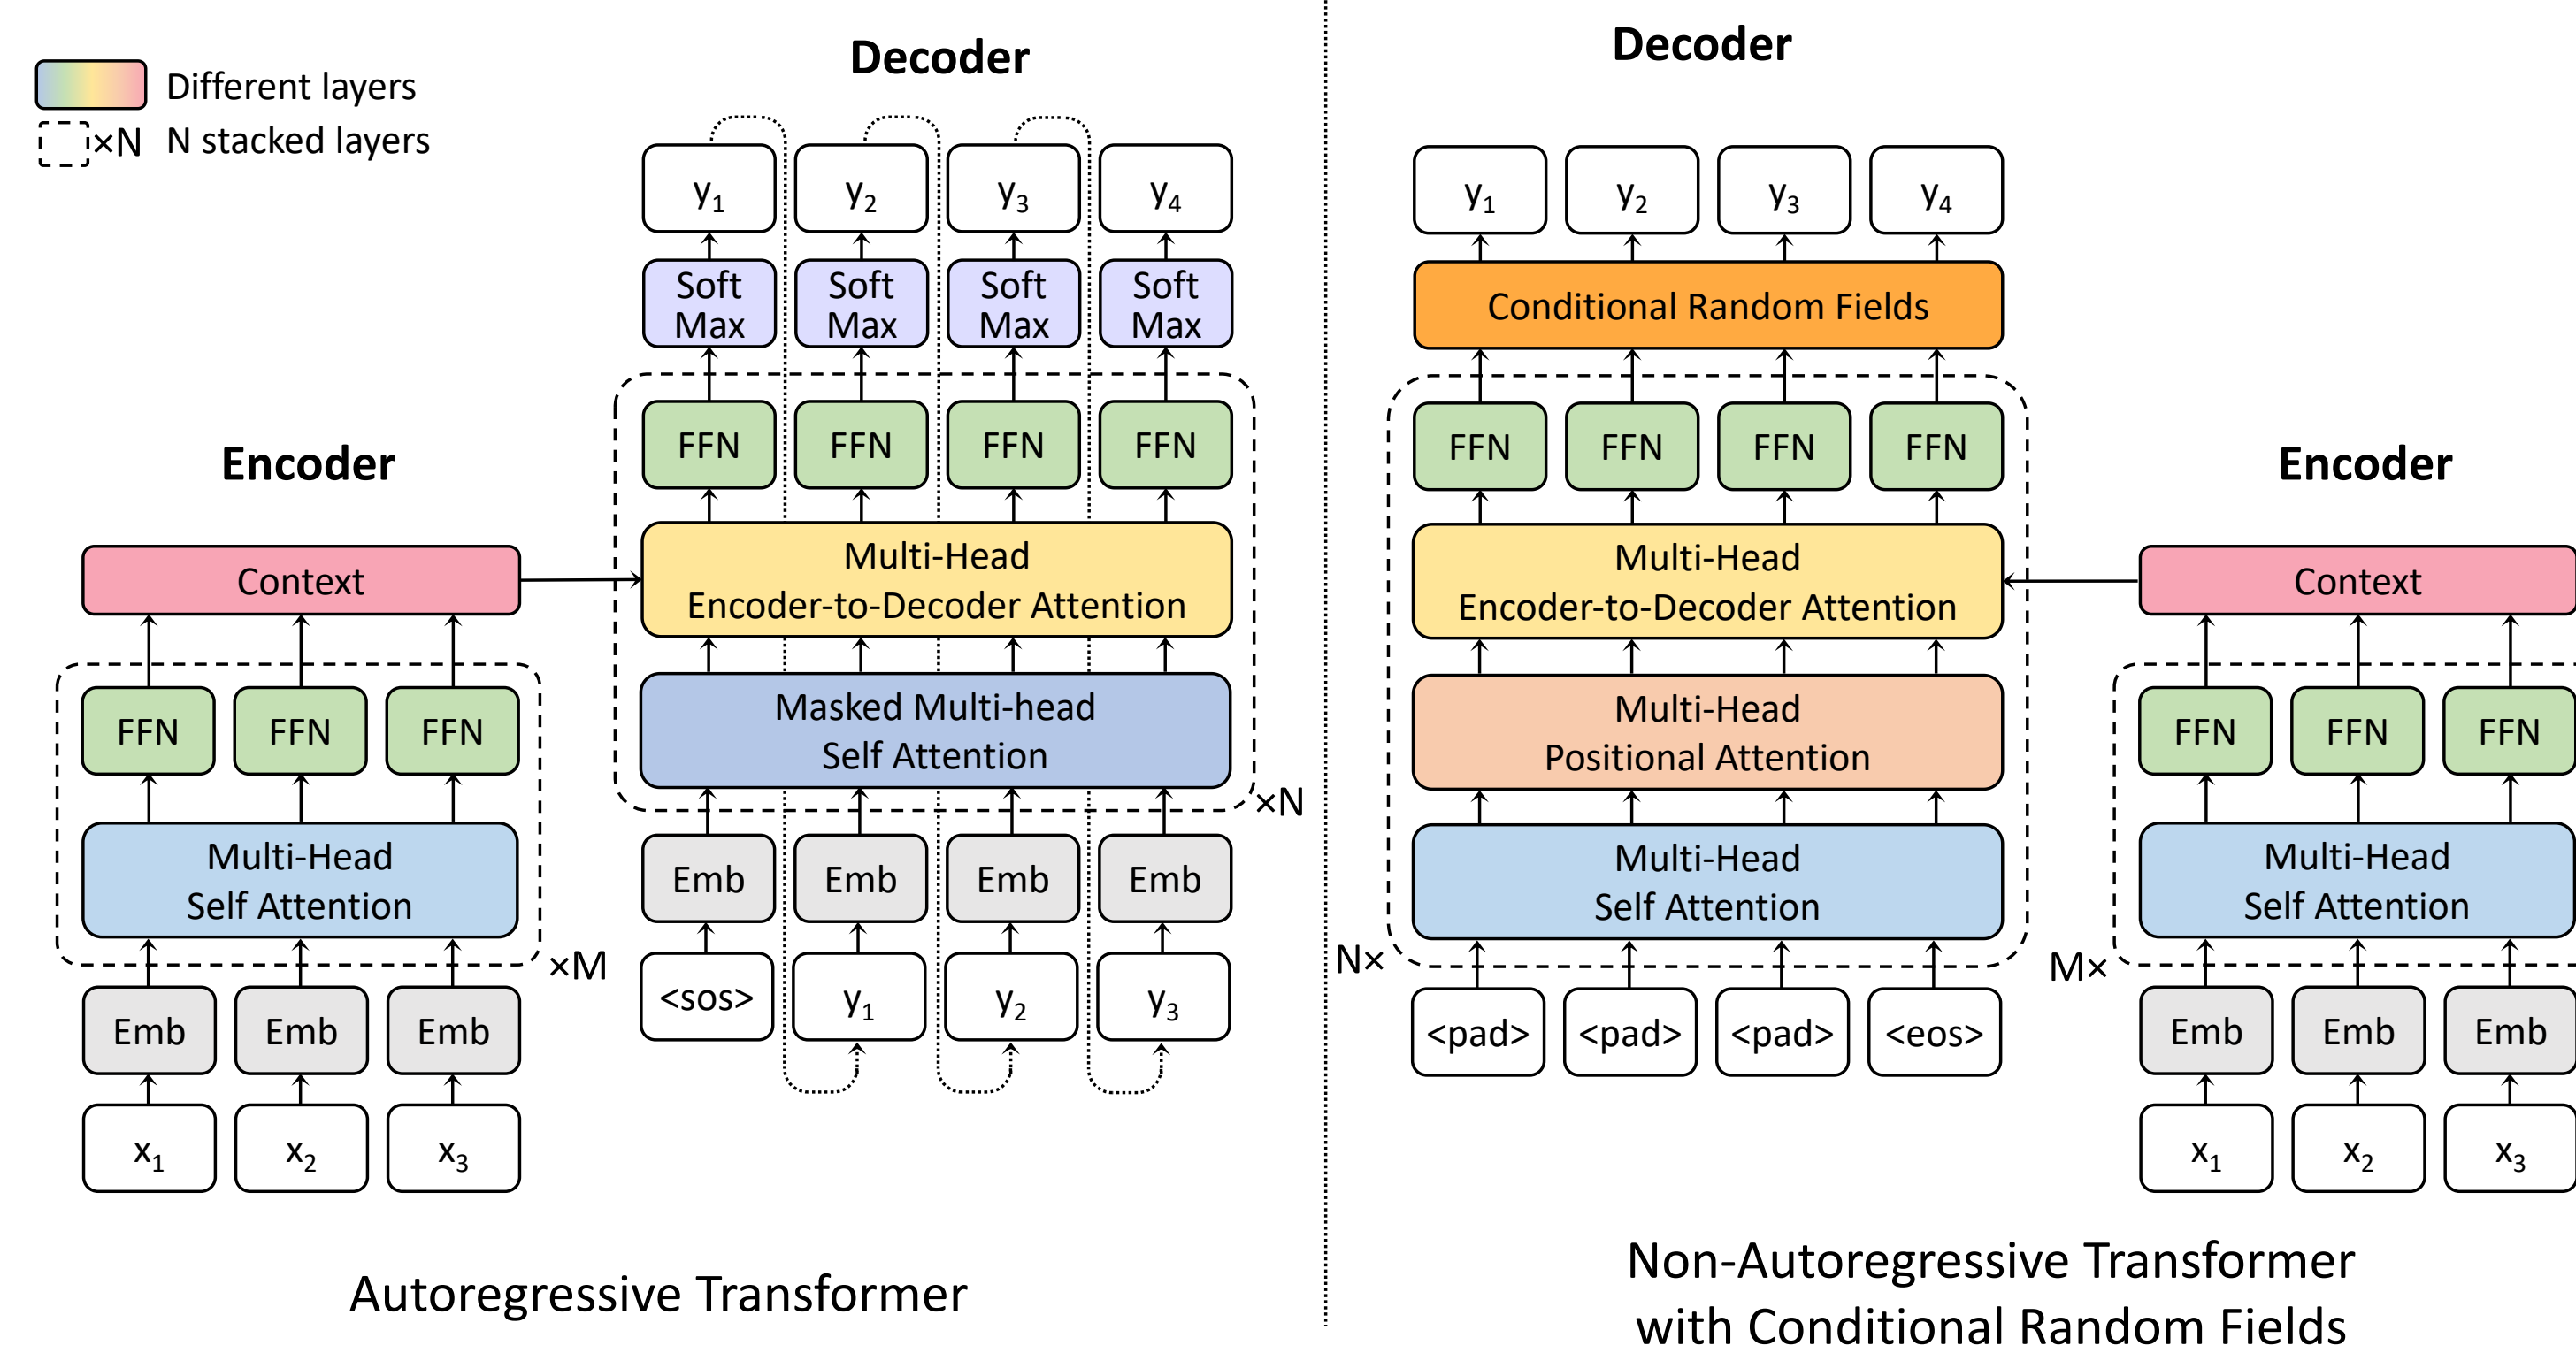 Different layers
×N N stacked layers
Encoder
Context
FFN FFN FFN
Multi-Head
Self Attention
×M
Emb Emb Emb
x1 x2 x3
Decoder
y1 y2 y3 y4
Soft Max Soft Max Soft Max Soft Max
FFN FFN FFN FFN
Multi-Head
Encoder-to-Decoder Attention
Masked Multi-head
Self Attention
×N
Emb Emb Emb Emb
<sos> y1 y2 y3
Autoregressive Transformer
Decoder
y1 y2 y3 y4
Conditional Random Fields
FFN FFN FFN FFN
Multi-Head
Encoder-to-Decoder Attention
Multi-Head
Positional Attention
Multi-Head
Self Attention
N×
<pad> <pad> <pad> <eos>
Encoder
Context
FFN FFN FFN
Multi-Head
Self Attention
M×
Emb Emb Emb
x1 x2 x3
Non-Autoregressive Transformer
with Conditional Random Fields